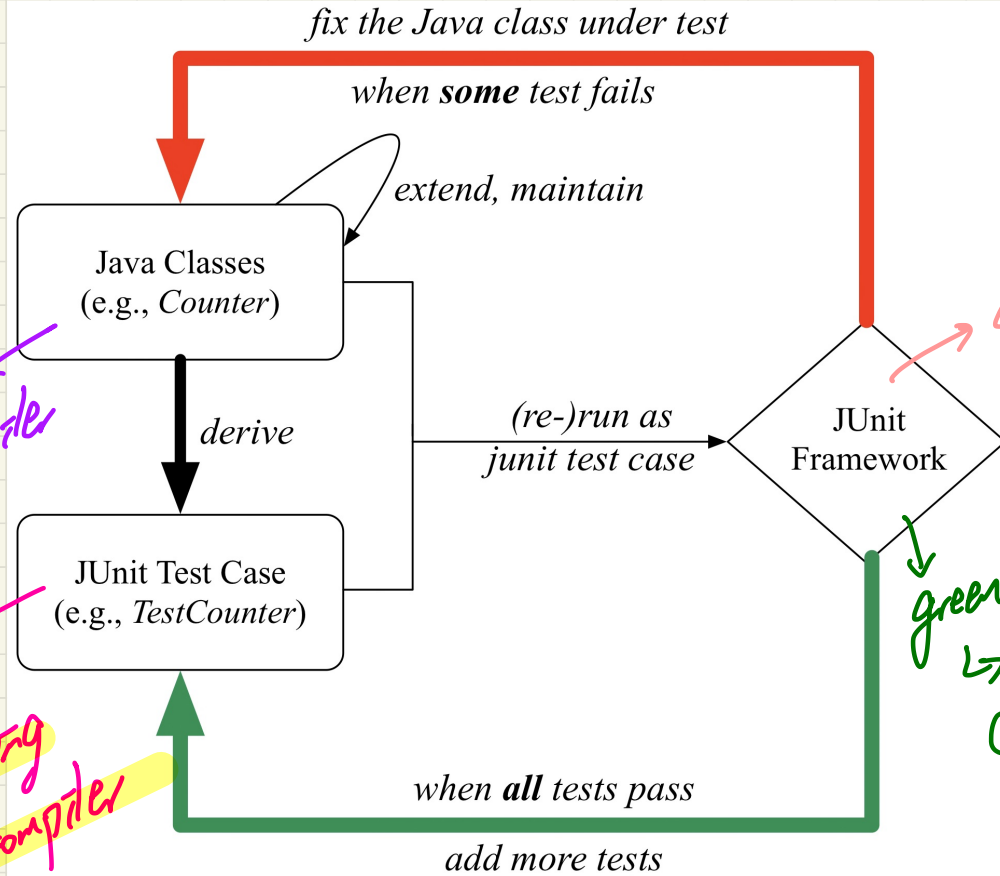 fix the Java class under test
when some test fails
extend, maintain
Java Classes
(e.g., Counter)
derive
(re-)run as
junit test case
JUnit
Framework
JUnit Test Case
(e.g., TestCounter)
green
when all tests pass
add more tests